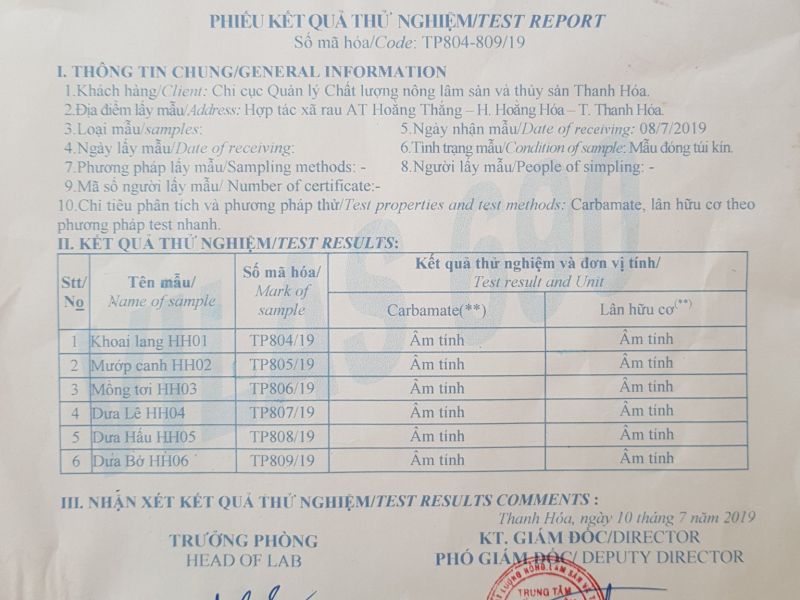 PHIẾU KẾT QUẢ THỬ NGHIỆM/TEST REPORT
Số mã hóa/Code: TP804-809/19
I. THÔNG TIN CHUNG/GENERAL INFORMATION
1.Khách hàng/Client: Chi cục Quản lý Chất lượng nông lâm sản và thủy sản Thanh Hóa.
2.Địa điểm lấy mẫu/Address: Hợp tác xã rau AT Hoằng Thắng – H. Hoằng Hóa – T. Thanh Hóa.
3.Loại mẫu/samples: 5.Ngày nhận mẫu/Date of receiving: 08/7/2019
4.Ngày lấy mẫu/Date of receiving: 6.Tình trạng mẫu/Condition of sample: Mẫu đóng túi kín.
7.Phương pháp lấy mẫu/Sampling methods: - 8.Người lấy mẫu/People of simpling: -
9.Mã số người lấy mẫu/ Number of certificate:-
10.Chỉ tiêu phân tích và phương pháp thử/Test properties and test methods: Carbamate, lân hữu cơ theo
phương pháp test nhanh.
II. KẾT QUẢ THỬ NGHIỆM/TEST RESULTS:
Stt/ No Tên mẫu/ Name of sample Số mã hóa/ Mark of sample Kết quả thử nghiệm và đơn vị tính/ Test result and Unit
Carbamate(**) Lân hữu cơ(**)
1 Khoai lang HH01 TP804/19 Âm tính Âm tính
2 Mướp canh HH02 TP805/19 Âm tính Âm tính
3 Mồng tơi HH03 TP806/19 Âm tính Âm tính
4 Dưa Lê HH04 TP807/19 Âm tính Âm tính
5 Dưa Hấu HH05 TP808/19 Âm tính Âm tính
6 Dưa Bở HH06 TP809/19 Âm tính Âm tính
VILAS 690
III. NHẬN XÉT KẾT QUẢ THỬ NGHIỆM/TEST RESULTS COMMENTS :
Thanh Hóa, ngày 10 tháng 7 năm 2019
TRƯỞNG PHÒNG KT. GIÁM ĐỐC/DIRECTOR
HEAD OF LAB PHÓ GIÁM ĐỐC/ DEPUTY DIRECTOR
LƯỢNG NÔNG, LÂM SẢN
TRUNG TÂM